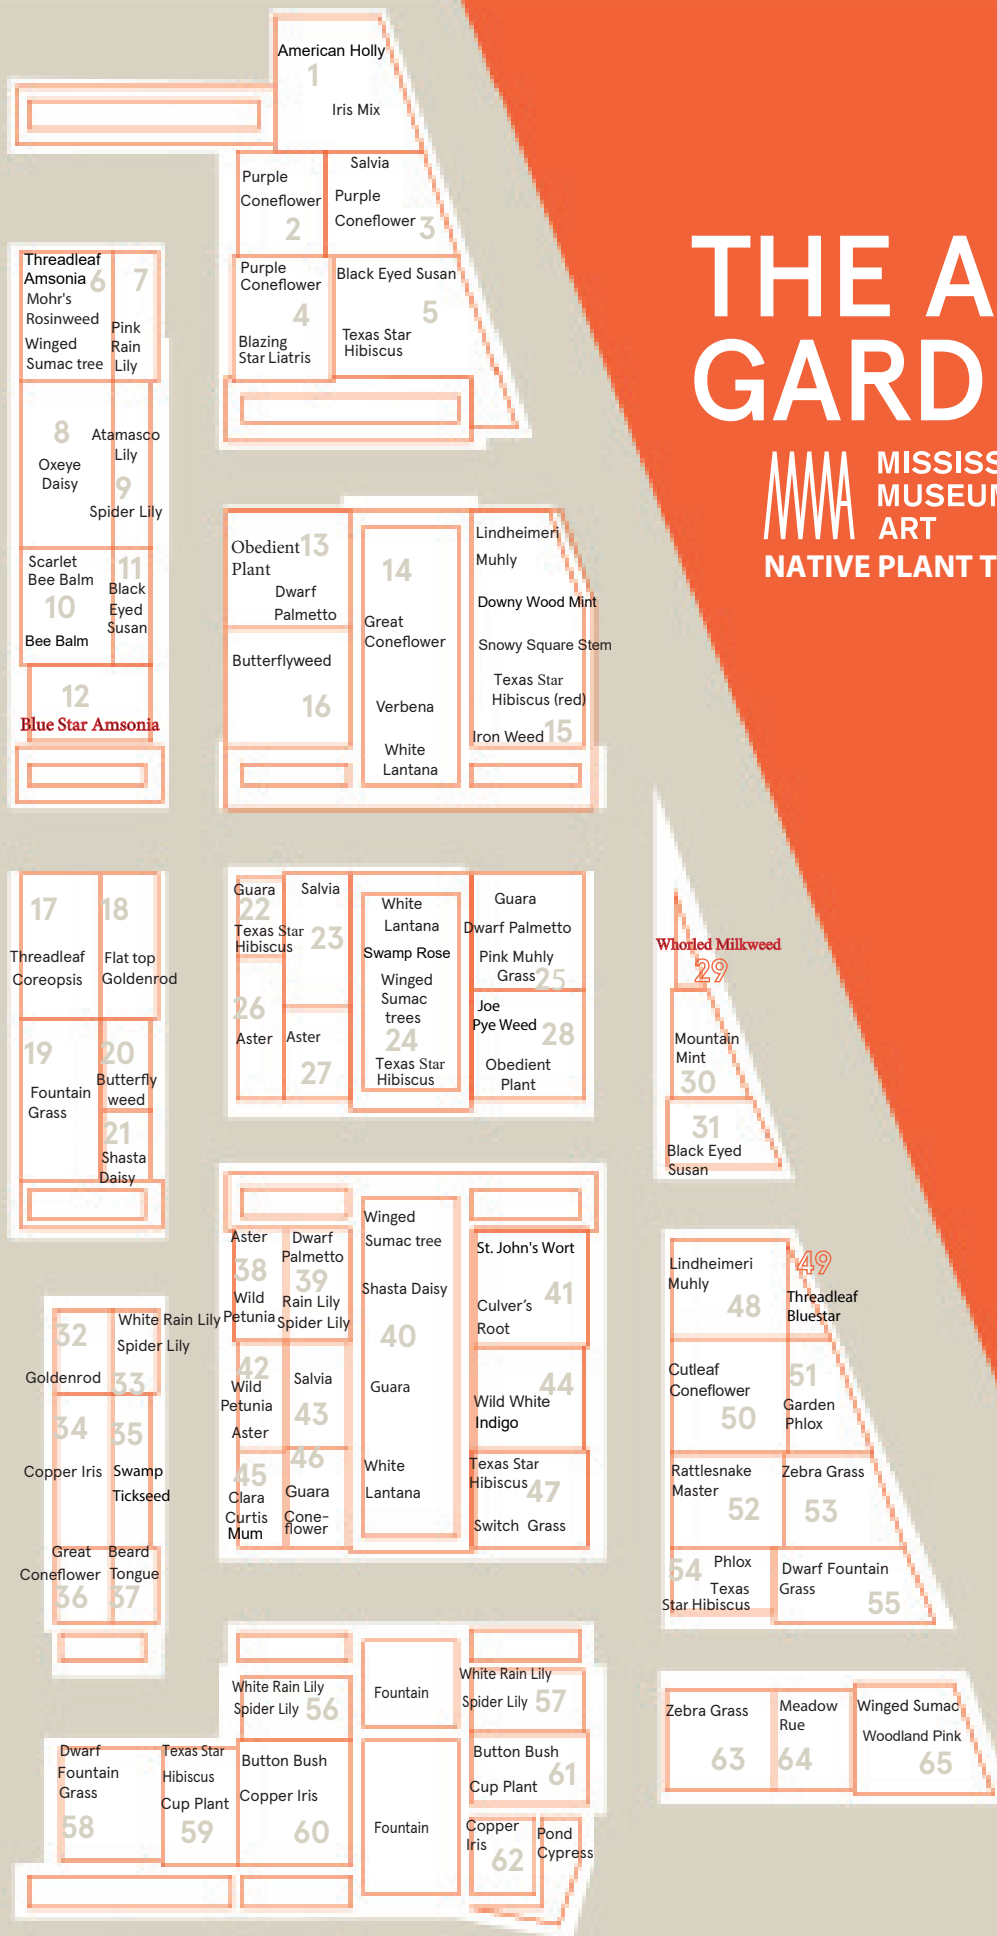 American Holly
1
Iris Mix
Purple
Coneflower
2
Salvia
Purple
Coneflower
3
Purple
Coneflower
4
Blazing
Star Liatris
Black Eyed Susan
5
Texas Star
Hibiscus
THE A
GARD
MISSISS
MUSEUM
ART
NATIVE PLANT T
Threadleaf
Amsonia
6
Mohr's
Rosinweed
Winged
Sumac tree
7
Pink
Rain
Lily
8
Oxeye
Daisy
Atamasco
Lily
9
Spider Lily
Scarlet
Bee Balm
10
Bee Balm
11
Black
Eyed
Susan
12
Blue Star Amsonia
Obedient
Plant
13
Dwarf
Palmetto
14
Great
Coneflower
Verbena
White
Lantana
Lindheimeri
Muhly
Downy Wood Mint
Snowy Square Stem
Texas Star
Hibiscus (red)
Iron Weed
15
Butterflyweed
16
17
Threadleaf
Coreopsis
18
Flat top
Goldenrod
19
Fountain
Grass
20
Butterfly
weed
21
Shasta
Daisy
Guara
22
Texas Star
Hibiscus
Salvia
23
White
Lantana
Swamp Rose
Winged
Sumac
trees
24
Texas Star
Hibiscus
Guara
Dwarf Palmetto
Pink Muhly
Grass
25
26
Aster
Aster
27
Joe
Pye Weed
28
Obedient
Plant
Whorled Milkweed
29
Mountain
Mint
30
31
Black Eyed
Susan
32
Goldenrod
White Rain Lily
Spider Lily
33
34
Copper Iris
35
Swamp
Tickseed
Great
Coneflower
36
Beard
Tongue
37
Aster
38
Wild
Petunia
Dwarf
Palmetto
39
Rain Lily
Spider Lily
Winged
Sumac tree
Shasta Daisy
40
Guara
White
Lantana
St. John's Wort
41
Culver's
Root
42
Wild
Petunia
Aster
Salvia
43
44
Wild White
Indigo
45
Clara
Curtis
Mum
46
Guara
Cone-
flower
Texas Star
Hibiscus
47
Switch Grass
Lindheimeri
Muhly
48
49
Threadleaf
Bluestar
Cutleaf
Coneflower
50
51
Garden
Phlox
Rattlesnake
Master
52
Zebra Grass
53
54
Phlox
Texas
Star Hibiscus
Dwarf Fountain
Grass
55
White Rain Lily
Spider Lily
56
Fountain
White Rain Lily
Spider Lily
57
Dwarf
Fountain
Grass
58
Texas Star
Hibiscus
Cup Plant
59
Button Bush
Copper Iris
60
Fountain
Button Bush
Cup Plant
61
Copper
Iris
62
Pond
Cypress
Zebra Grass
63
Meadow
Rue
64
Winged Sumac
Woodland Pink
65